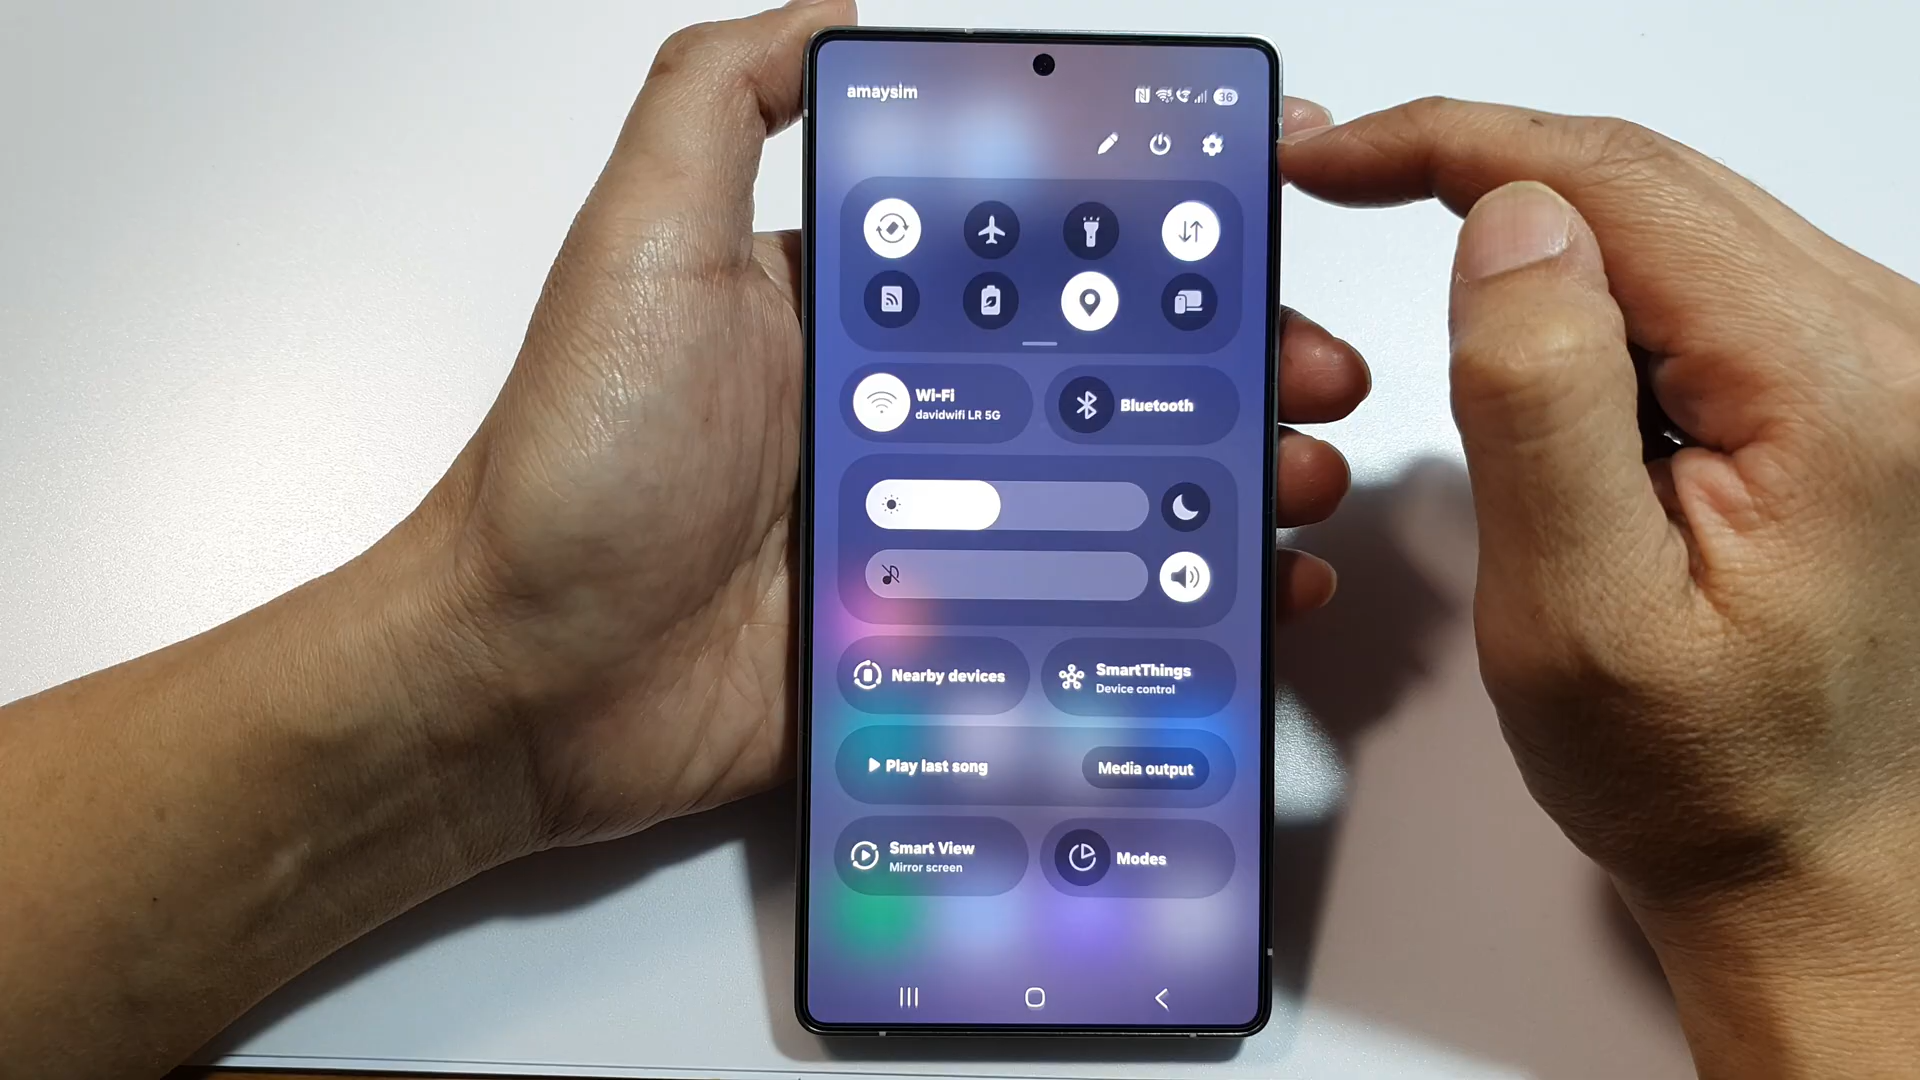 amaysim
36
Wi-Fi
davidwifi LR 5G
Bluetooth
Nearby devices
SmartThings
Device control
Play last song
Media output
Smart View
Mirror screen
Modes